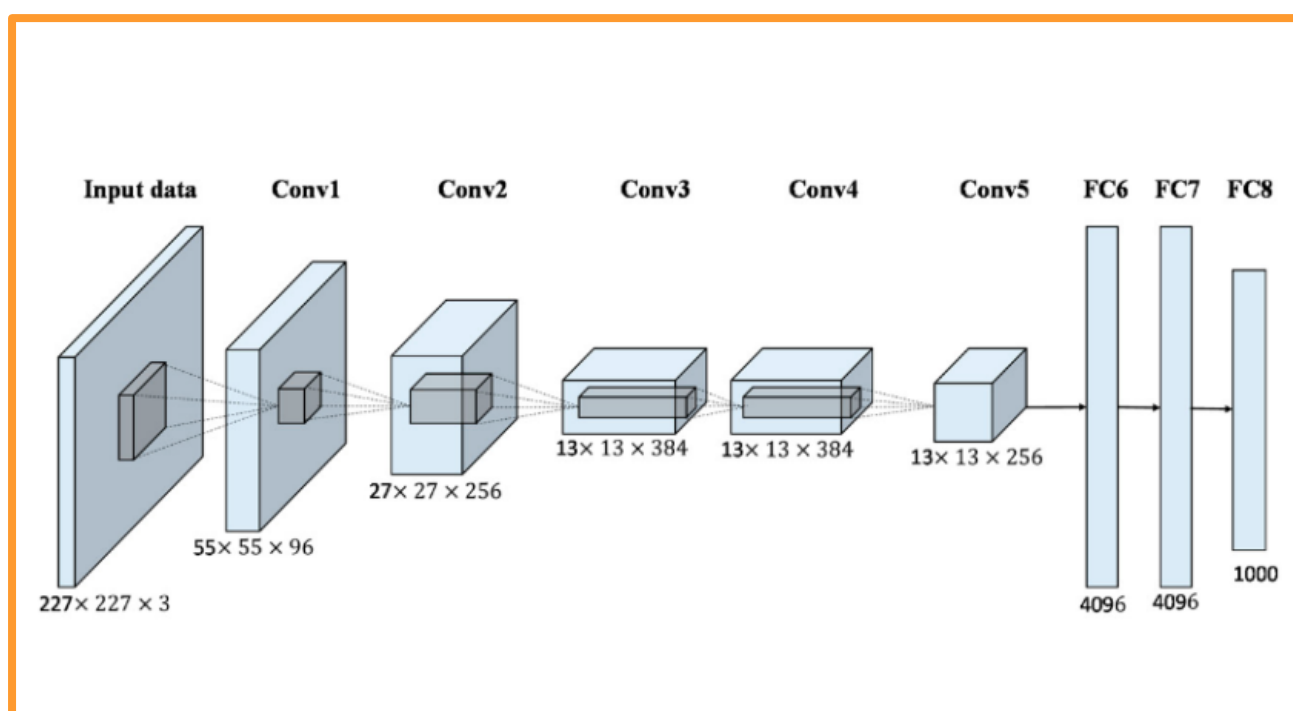 Input data Conv1 Conv2 Conv3 Conv4 Conv5 FC6 FC7 FC8
13× 13 × 384 13× 13 × 384 13× 13 × 256
27× 27 × 256
55× 55 × 96
1000
227× 227 × 3 4096 4096